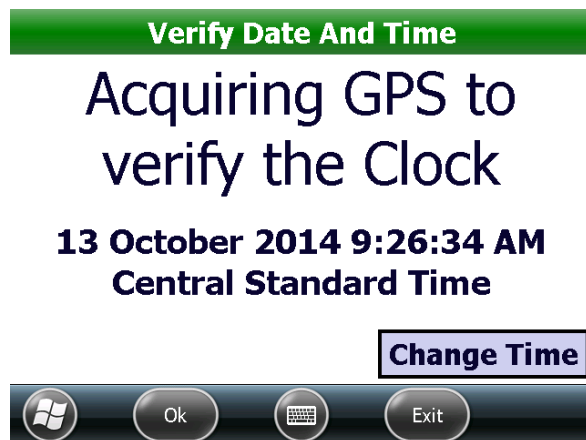 Verify Date And Time
Acquiring GPS to
verify the Clock
13 October 2014 9:26:34 AM
Central Standard Time
Change Time
Ok
Exit